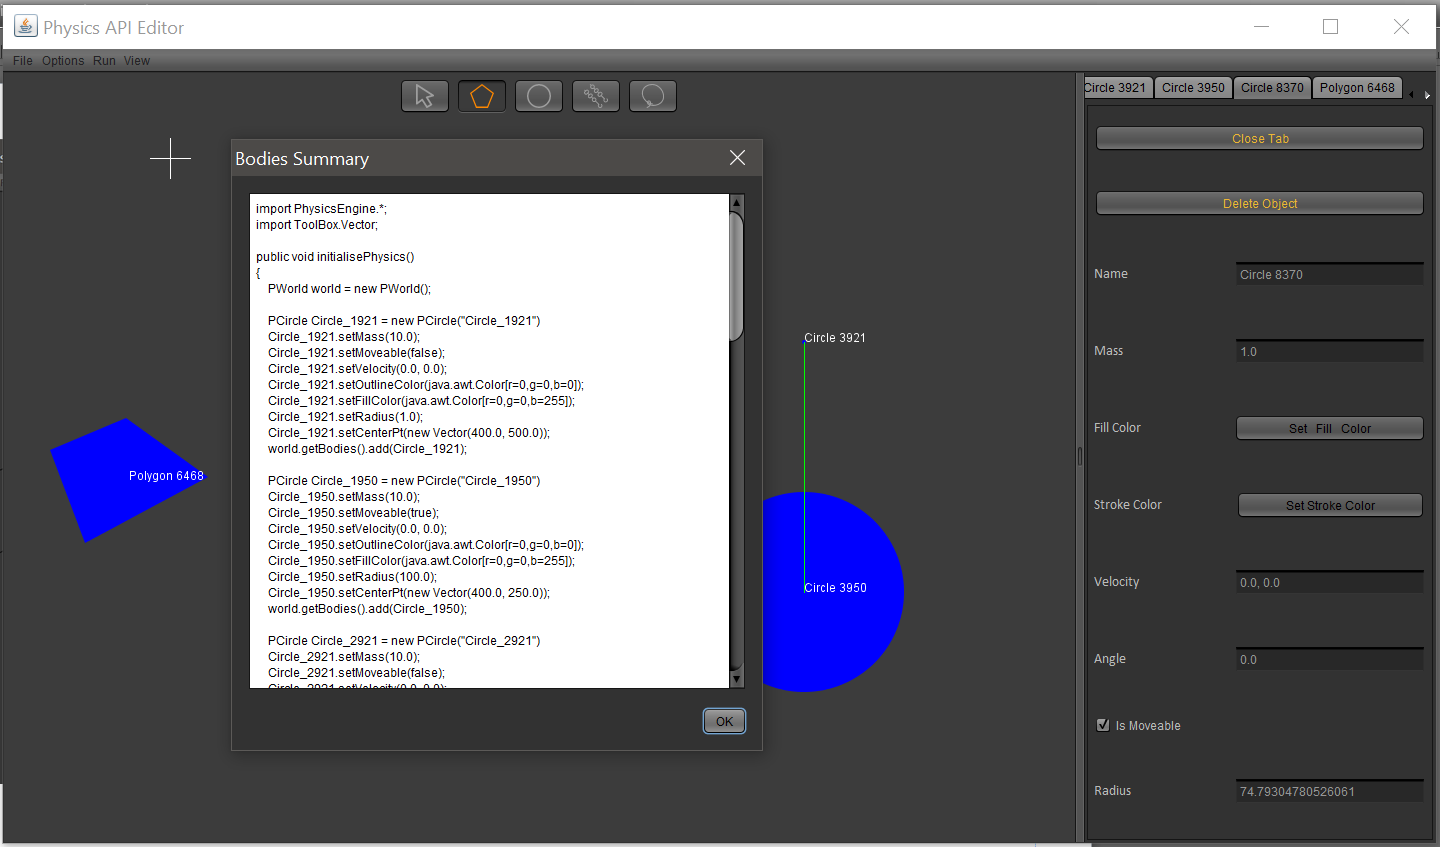 Physics API Editor
File Options Run View
Circle 3921 Circle 3950 Circle 8370 Polygon 6468
Close Tab
Delete Object
Name Circle 8370
Mass 1.0
Fill Color Set Fill Color
Stroke Color Set Stroke Color
Velocity 0.0, 0.0
Angle 0.0
Is Moveable
Radius 74.79304780526061
Bodies Summary
import PhysicsEngine.*;
import ToolBox.Vector;
public void initialisePhysics()
{
PWorld world = new PWorld();
PCircle Circle_1921 = new PCircle("Circle_1921")
Circle_1921.setMass(10.0);
Circle_1921.setMoveable(false);
Circle_1921.setVelocity(0.0, 0.0);
Circle_1921.setOutlineColor(java.awt.Color[r=0,g=0,b=0]);
Circle_1921.setFillColor(java.awt.Color[r=0,g=0,b=255]);
Circle_1921.setRadius(1.0);
Circle_1921.setCenterPt(new Vector(400.0, 500.0));
world.getBodies().add(Circle_1921);
PCircle Circle_1950 = new PCircle("Circle_1950")
Circle_1950.setMass(10.0);
Circle_1950.setMoveable(true);
Circle_1950.setVelocity(0.0, 0.0);
Circle_1950.setOutlineColor(java.awt.Color[r=0,g=0,b=0]);
Circle_1950.setFillColor(java.awt.Color[r=0,g=0,b=255]);
Circle_1950.setRadius(100.0);
Circle_1950.setCenterPt(new Vector(400.0, 250.0));
world.getBodies().add(Circle_1950);
PCircle Circle_2921 = new PCircle("Circle_2921")
Circle_2921.setMass(10.0);
Circle_2921.setMoveable(false);
Circle_2921.setVelocity(0.0, 0.0);
OK
Polygon 6468
Circle 3921
Circle 3950